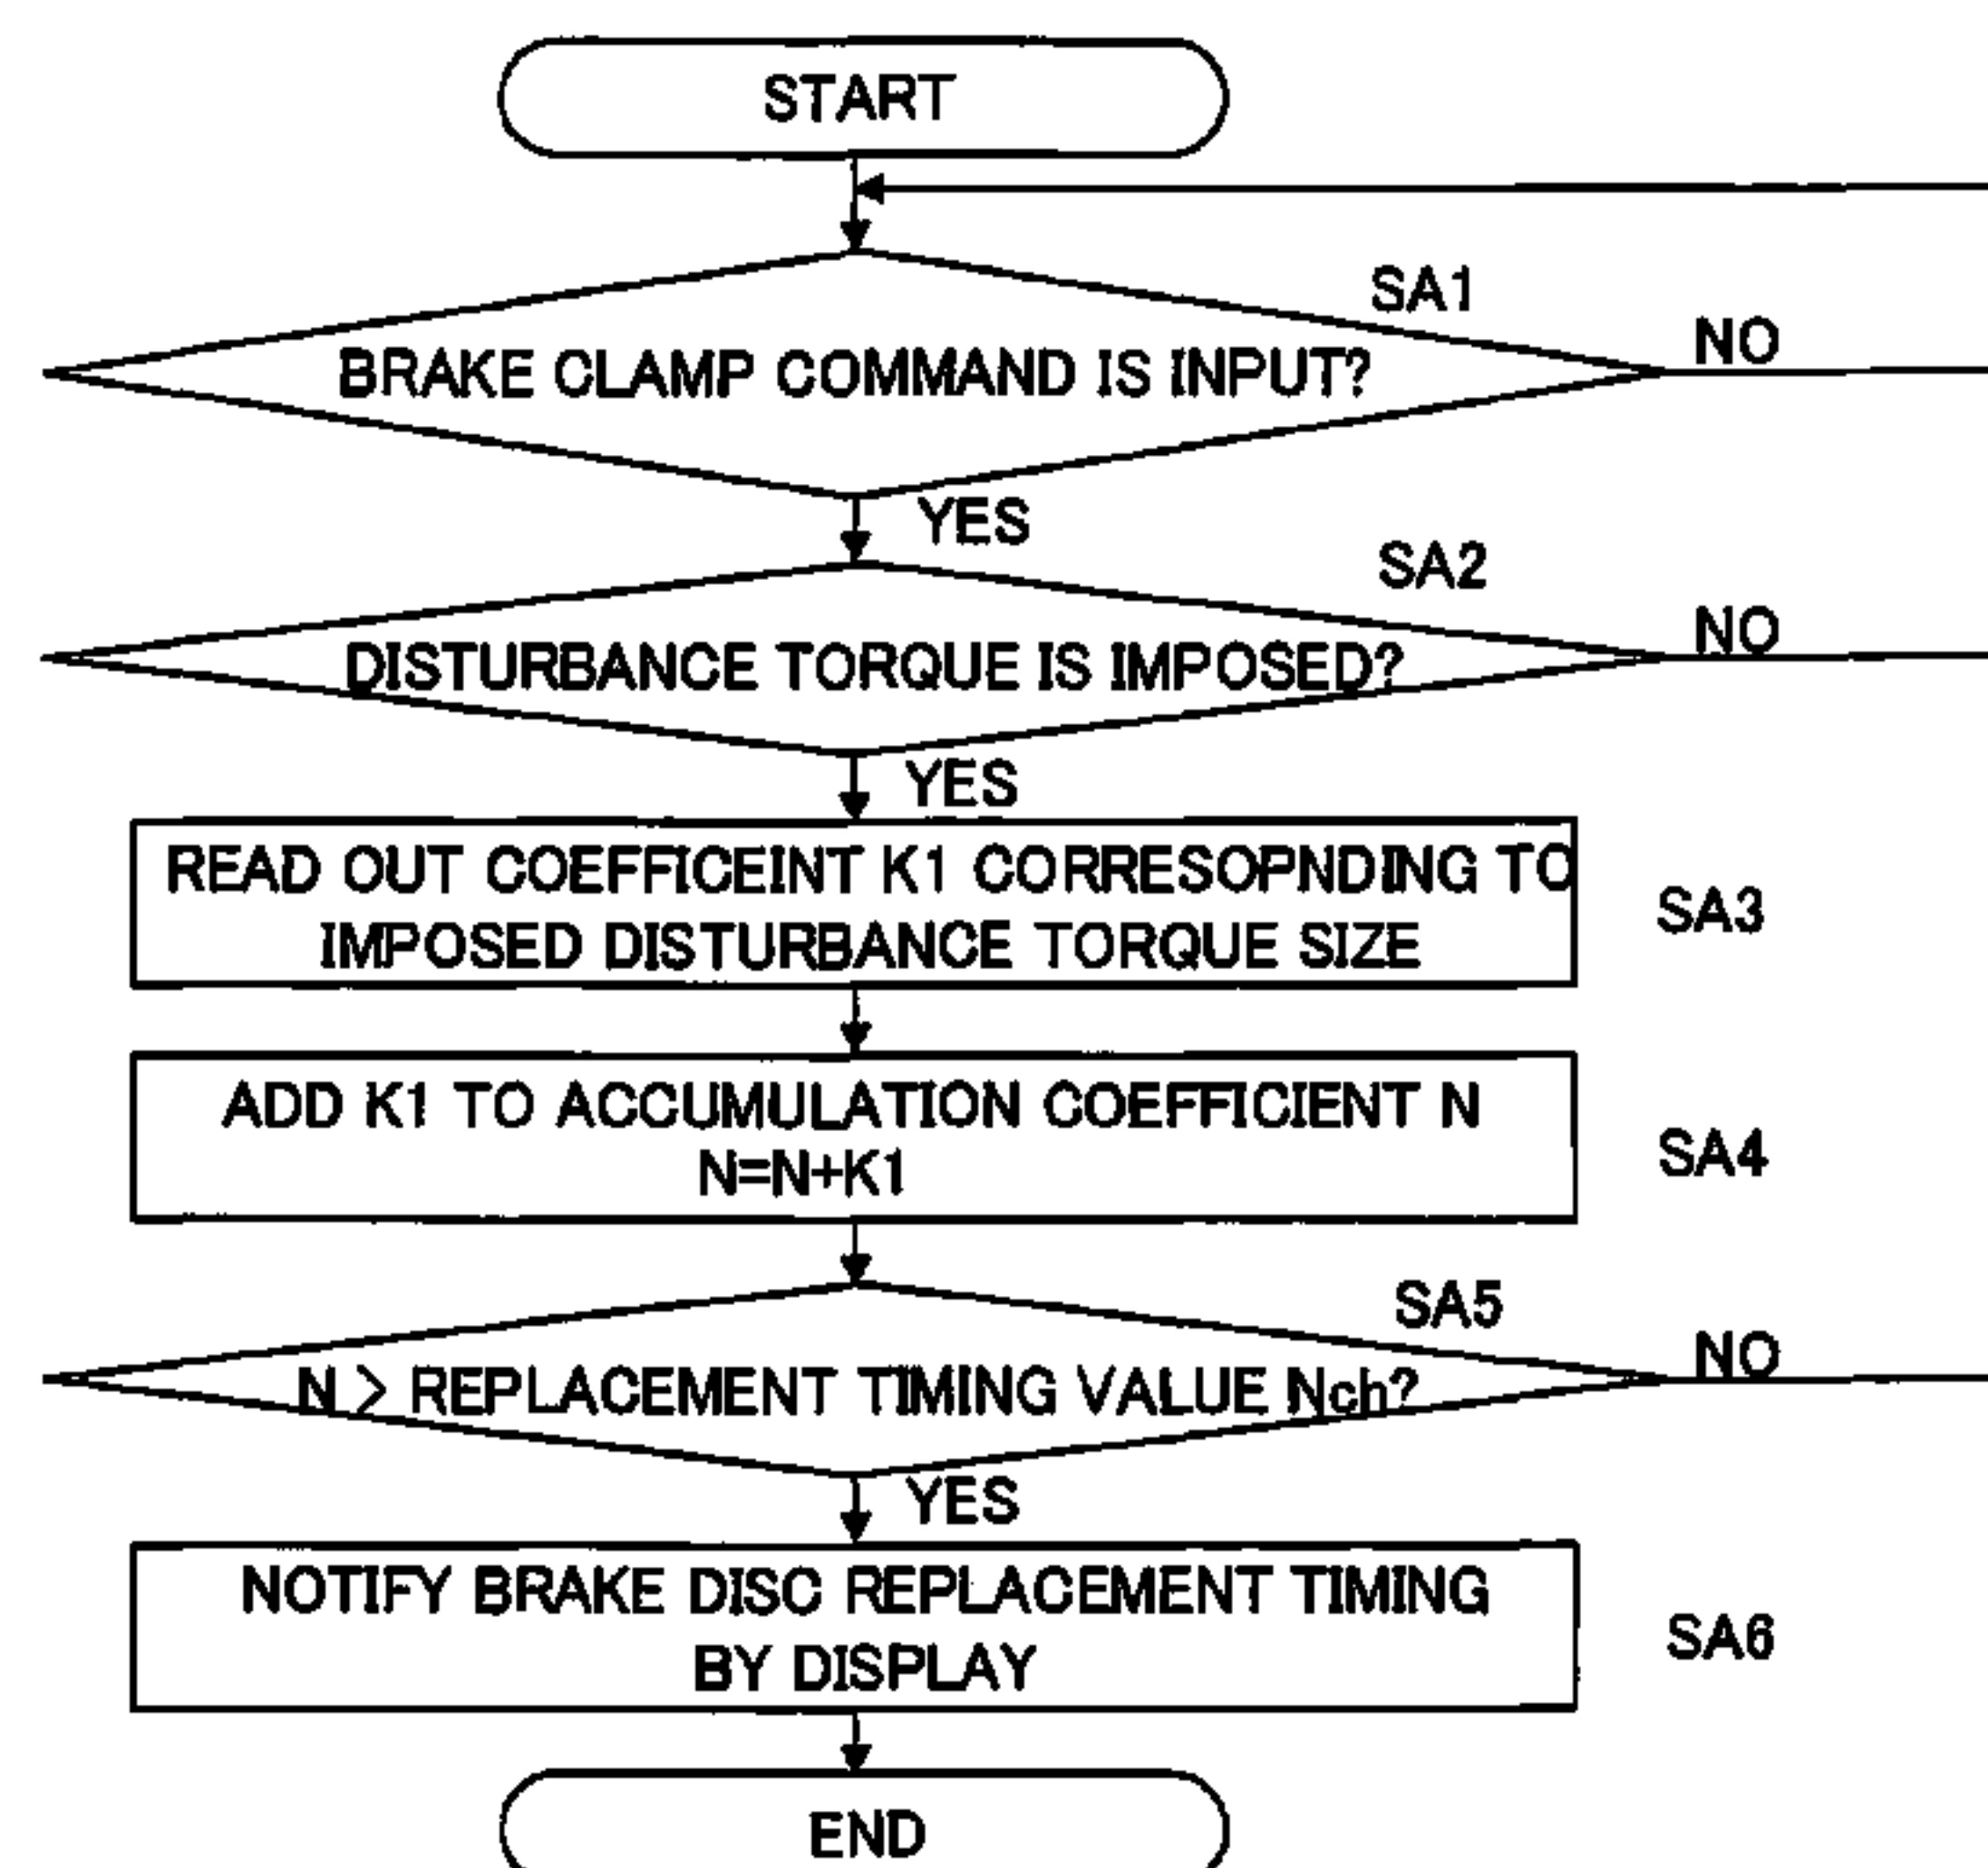 START
SA1
BRAKE CLAMP COMMAND IS INPUT?
NO
YES
SA2
DISTURBANCE TORQUE IS IMPOSED?
NO
YES
READ OUT COEFFICEINT K1 CORRESOPNDING TO
IMPOSED DISTURBANCE TORQUE SIZE
SA3
ADD K1 TO ACCUMULATION COEFFICIENT N
N=N+K1
SA4
SA5
N > REPLACEMENT TIMING VALUE Nch?
NO
YES
NOTIFY BRAKE DISC REPLACEMENT TIMING
BY DISPLAY
SA6
END